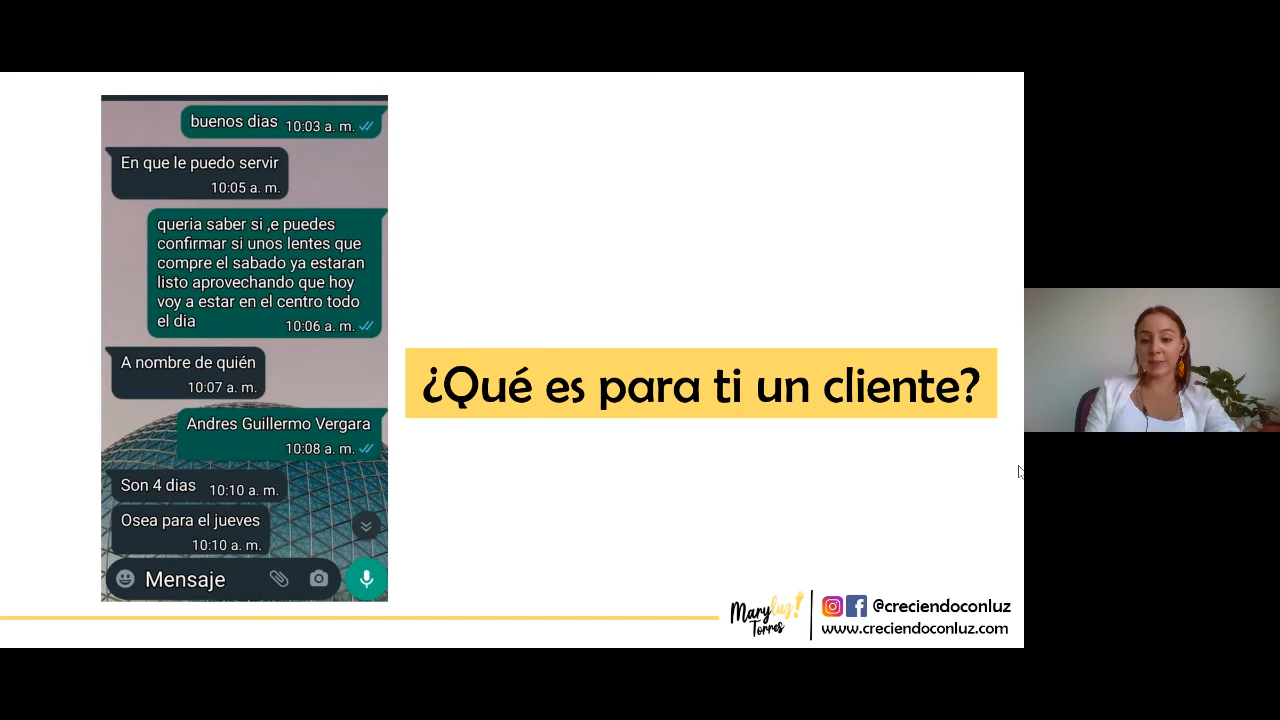 buenos dias 10:03 a. m.
En que le puedo servir
10:05 a. m.
queria saber si ,e puedes
confirmar si unos lentes que
compre el sabado ya estaran
listo aprovechando que hoy
voy a estar en el centro todo
el dia 10:06 a. m.
A nombre de quién
10:07 a. m.
Andres Guillermo Vergara
10:08 a. m.
Son 4 dias 10:10 a. m.
Osea para el jueves
10:10 a. m.
Mensaje
¿Qué es para ti un cliente?
Maryluz!
Torres
@creciendoconluz
www.creciendoconluz.com